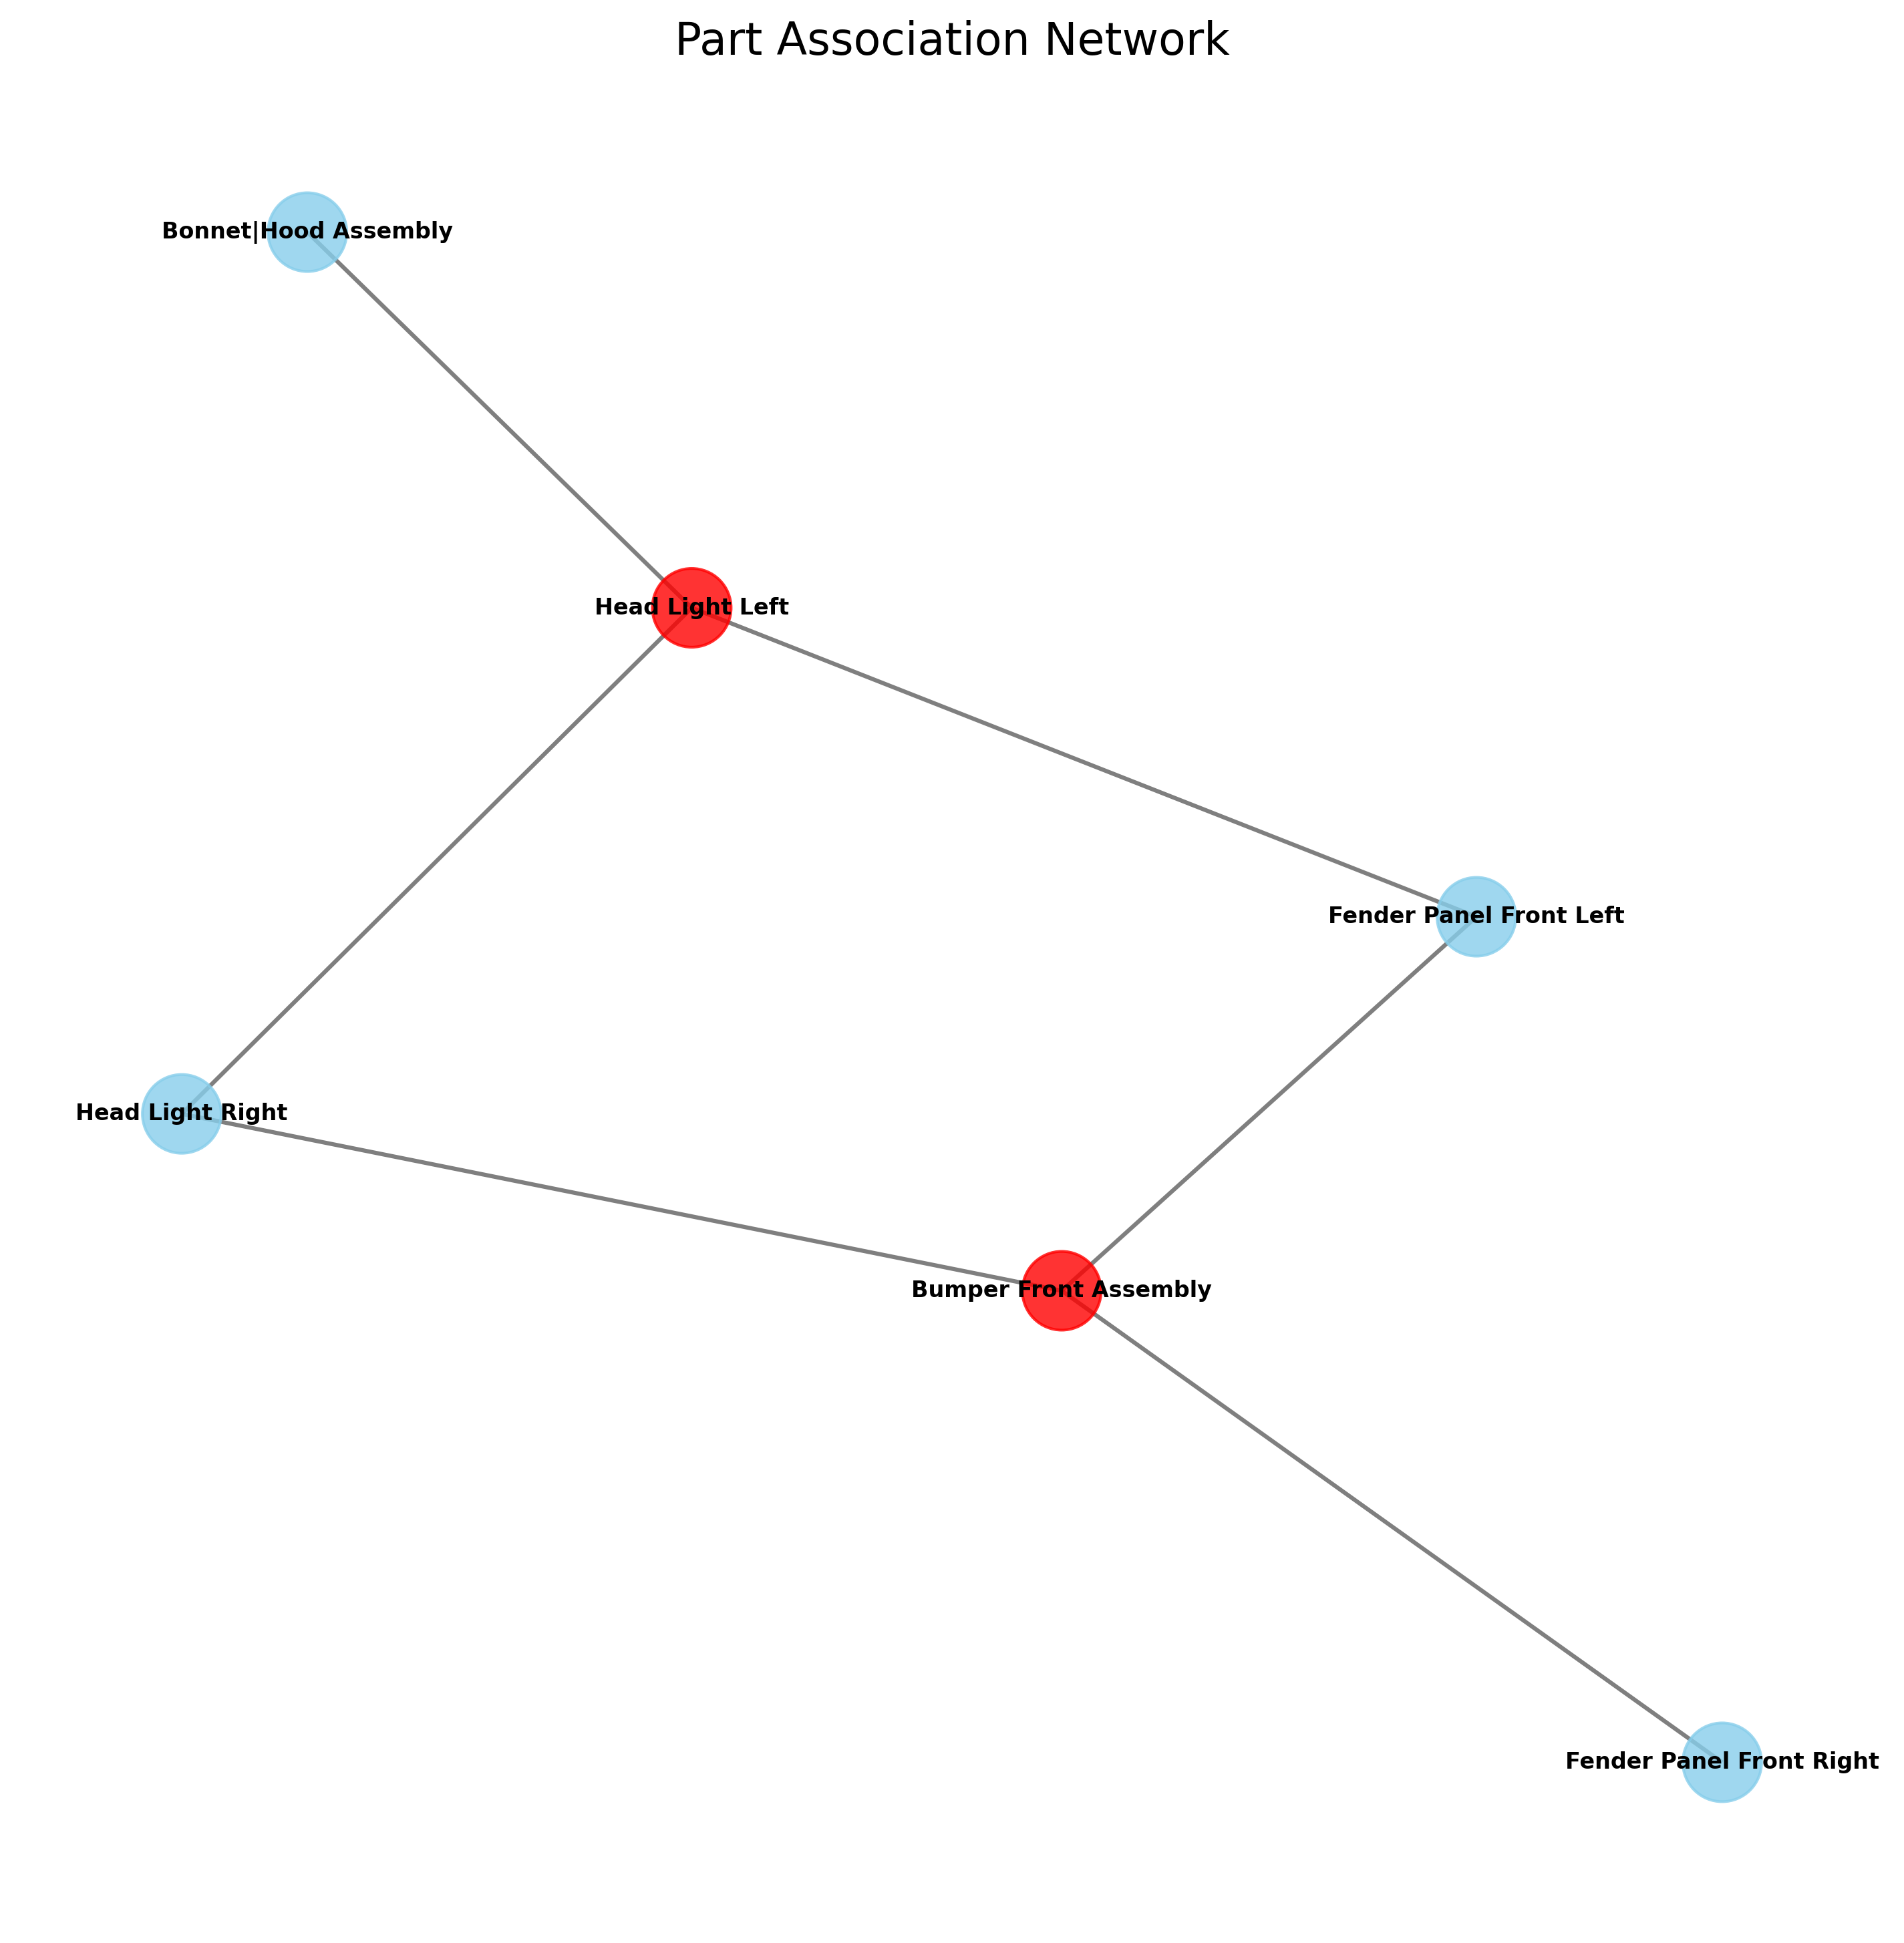 Part Association Network
Bonnet|Hood Assembly
Head Light Left
Fender Panel Front Left
Head Light Right
Bumper Front Assembly
Fender Panel Front Right